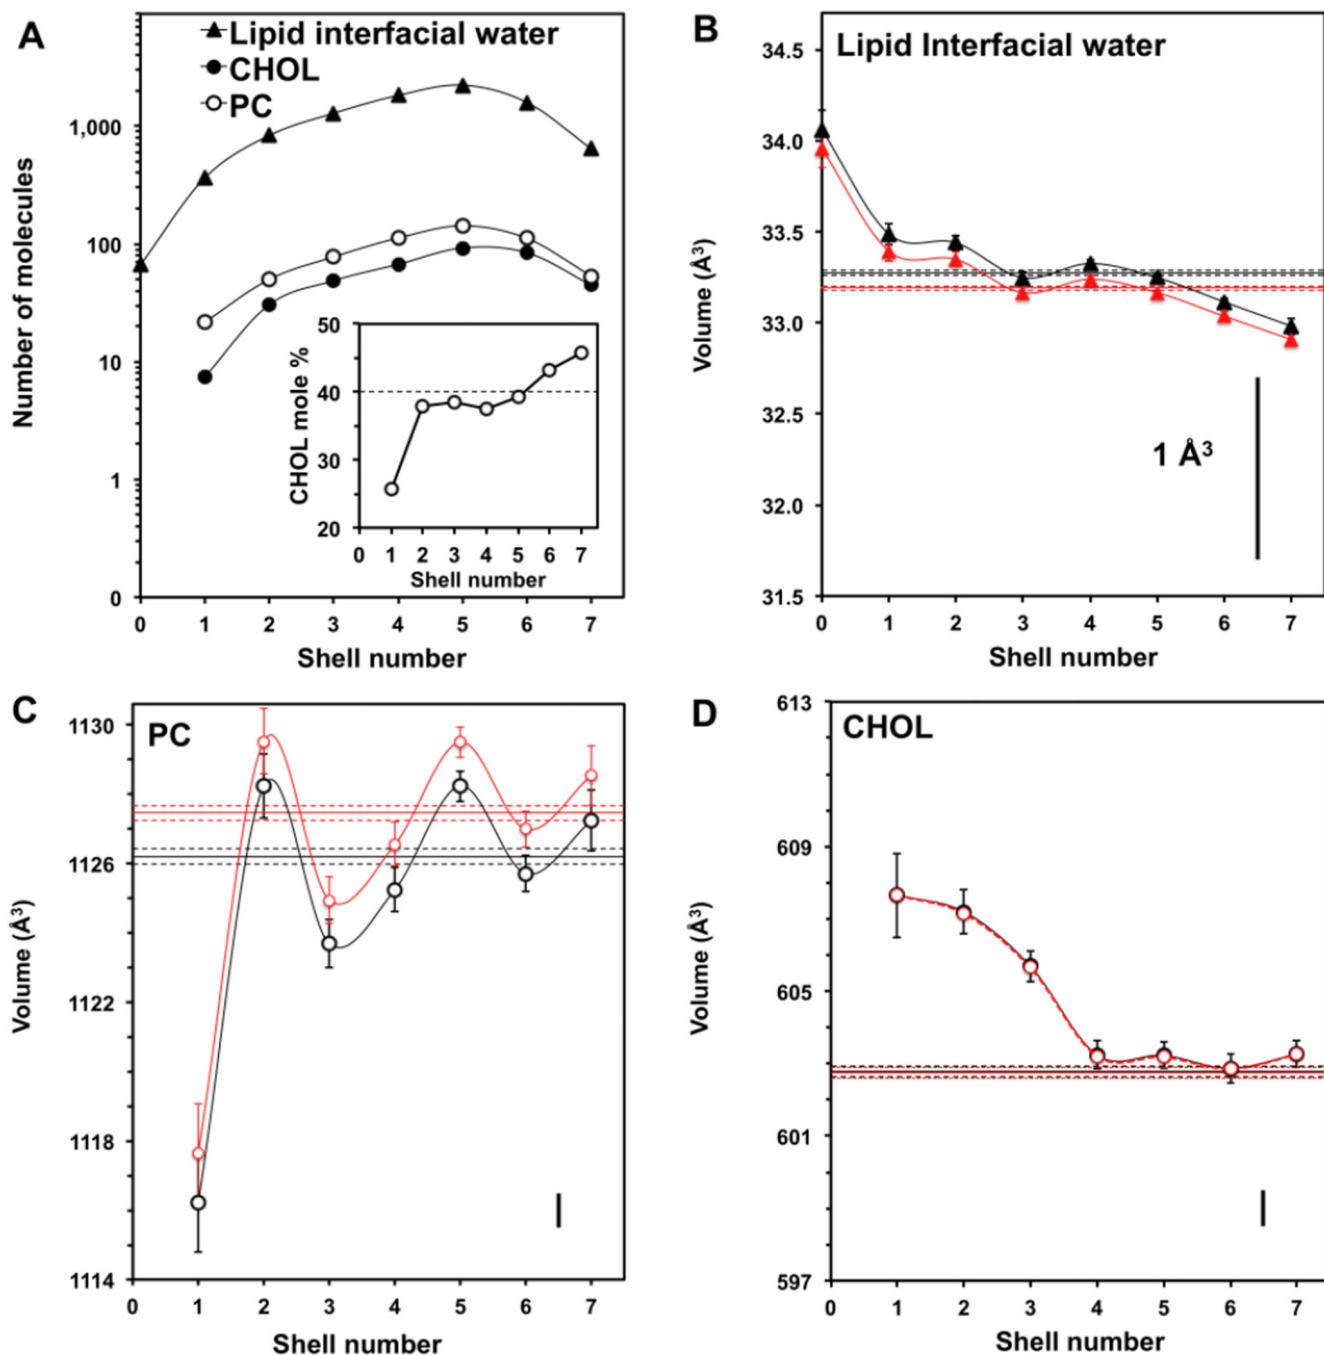 A
Lipid interfacial water
CHOL
PC
Number of molecules
1,000
100
10
1
0
0 1 2 3 4 5 6 7
Shell number
CHOL mole %
50
40
30
20
0 1 2 3 4 5 6 7
Shell number
B
Lipid Interfacial water
Volume (Å³)
34.5
34.0
33.5
33.0
32.5
32.0
31.5
1 Å³
0 1 2 3 4 5 6 7
Shell number
C
PC
Volume (Å³)
1130
1126
1122
1118
1114
0 1 2 3 4 5 6 7
Shell number
D
CHOL
Volume (Å³)
613
609
605
601
597
0 1 2 3 4 5 6 7
Shell number